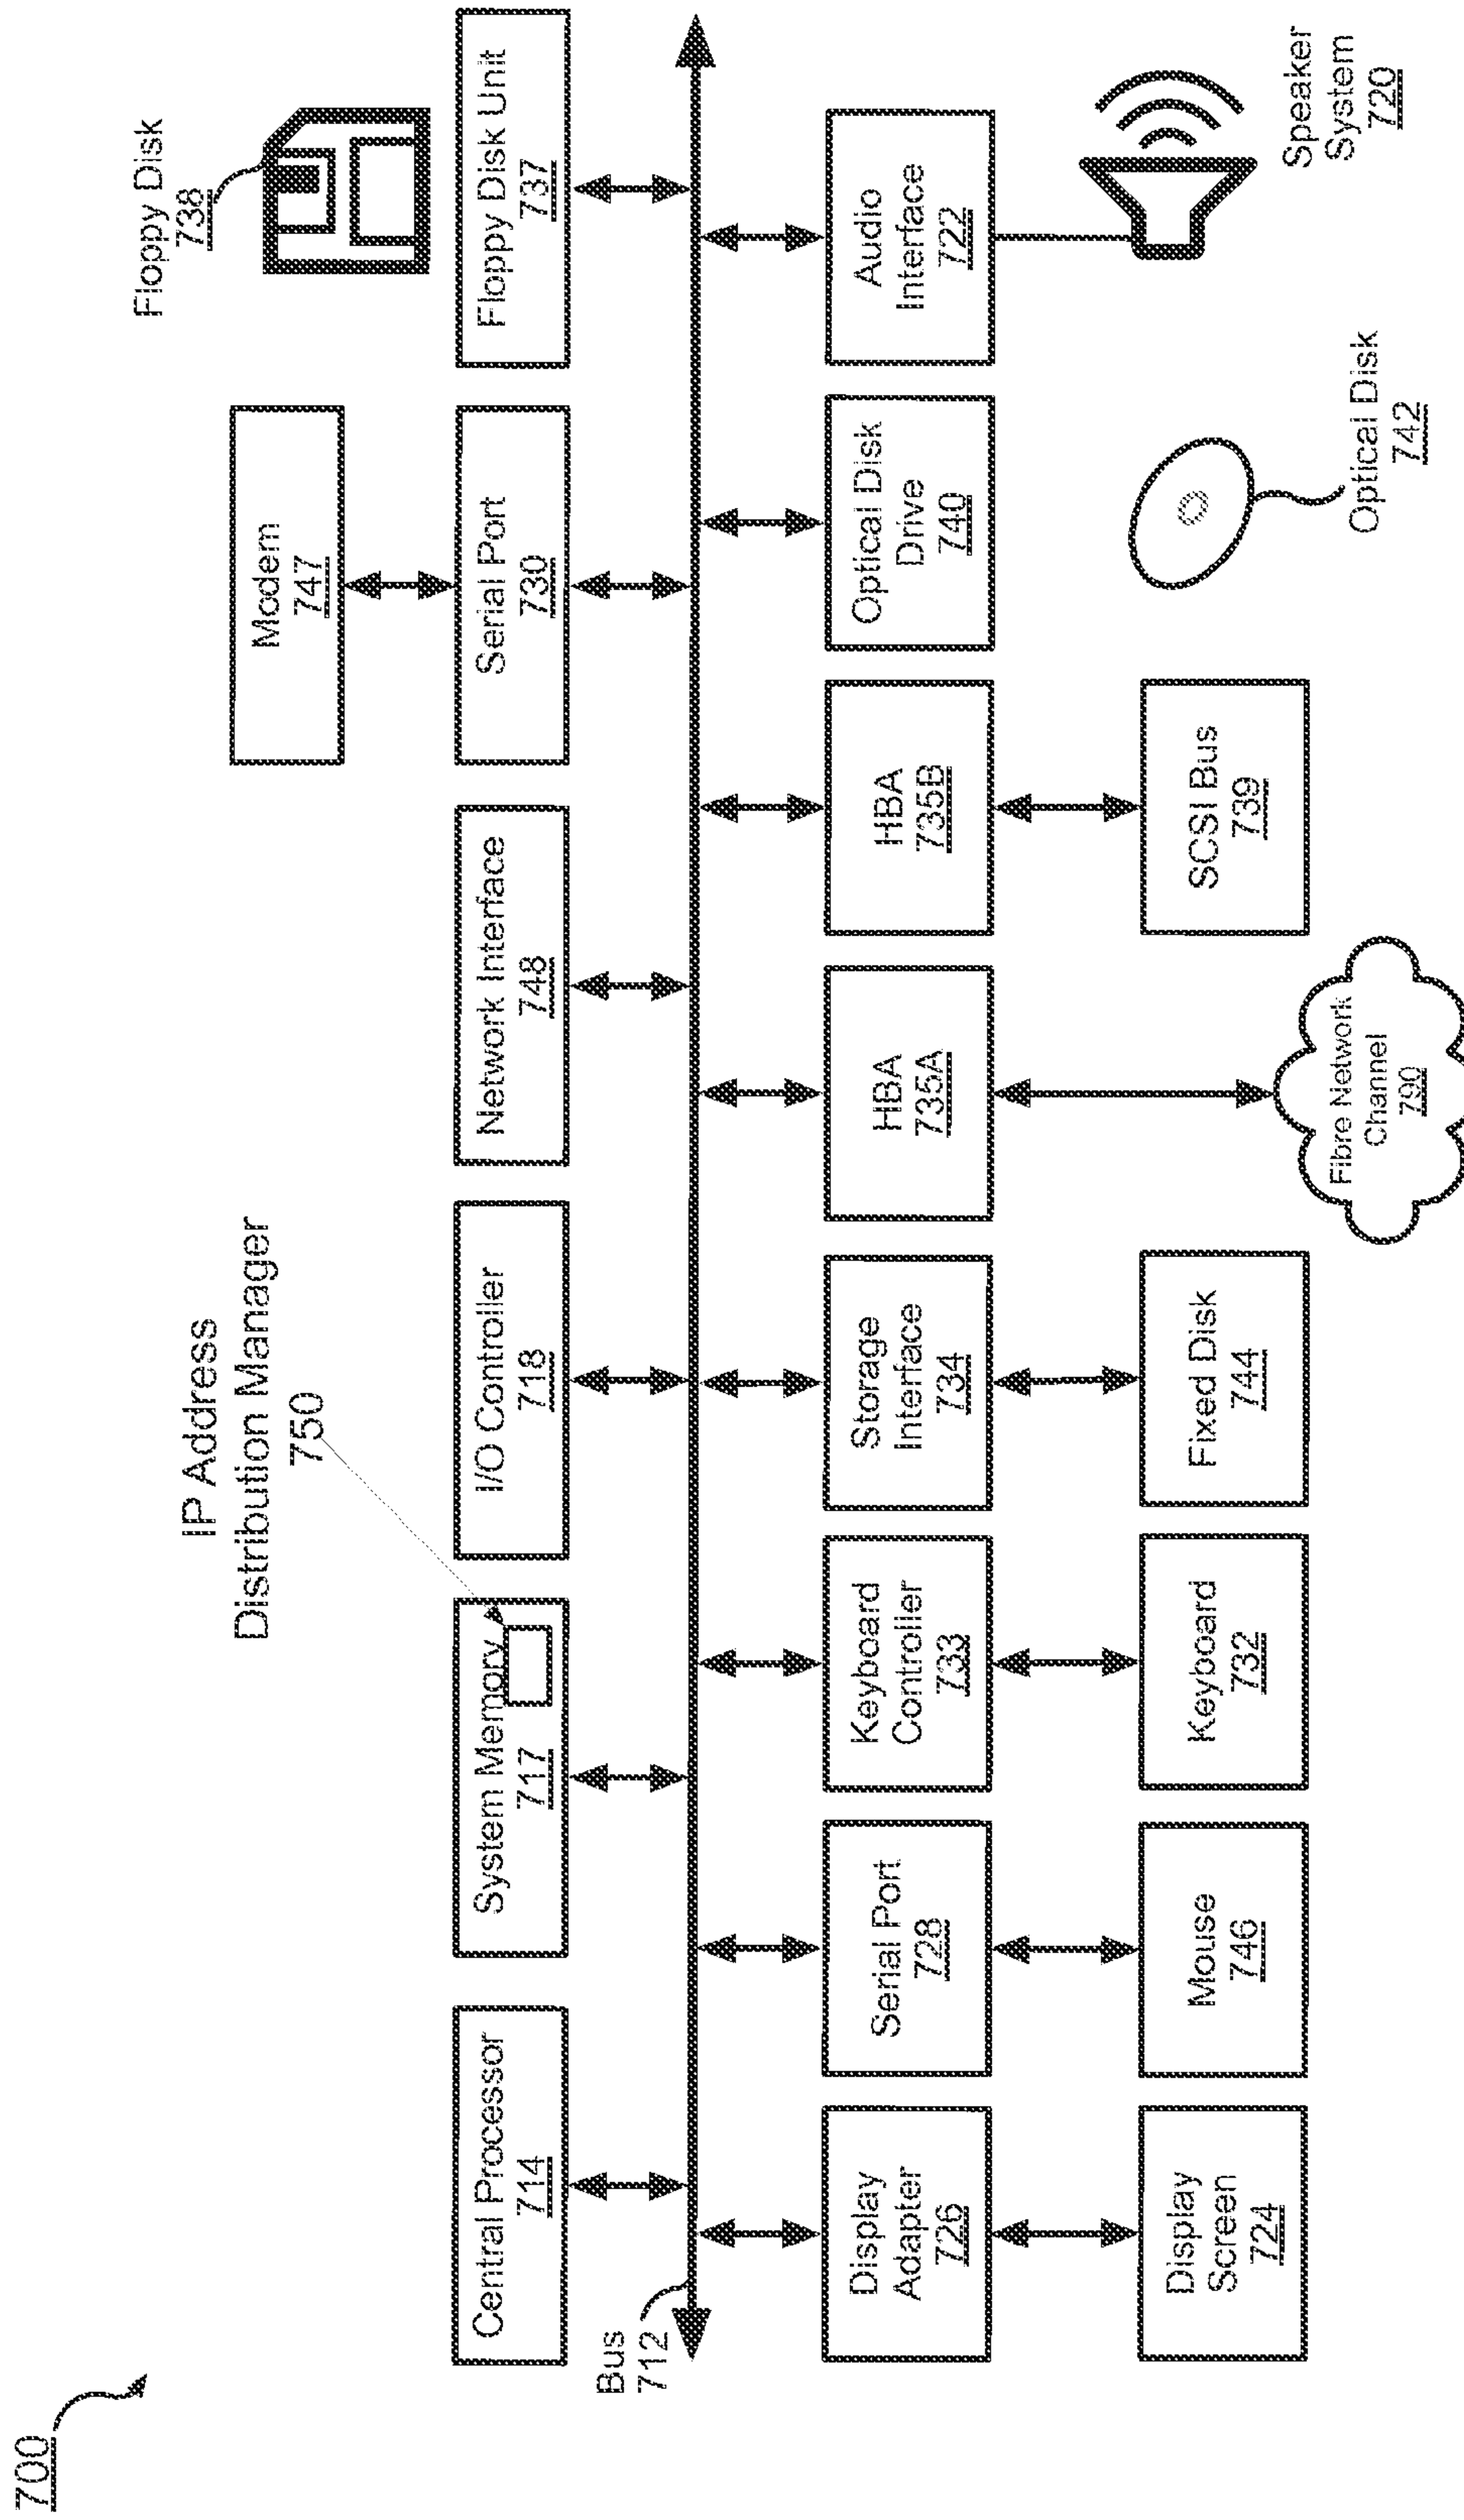 700
IP Address
Distribution Manager
750
Floppy Disk
738
Modem
747
Central Processor
714
System Memory
717
I/O Controller
718
Network Interface
748
Serial Port
730
Floppy Disk Unit
737
Bus
712
Display
Adapter
726
Serial Port
728
Keyboard
Controller
733
Storage
Interface
734
HBA
735A
HBA
735B
Optical Disk
Drive
740
Audio
Interface
722
Display
Screen
724
Mouse
746
Keyboard
732
Fixed Disk
744
Fibre Network
Channel
790
SCSI Bus
739
Optical Disk
742
Speaker
System
720